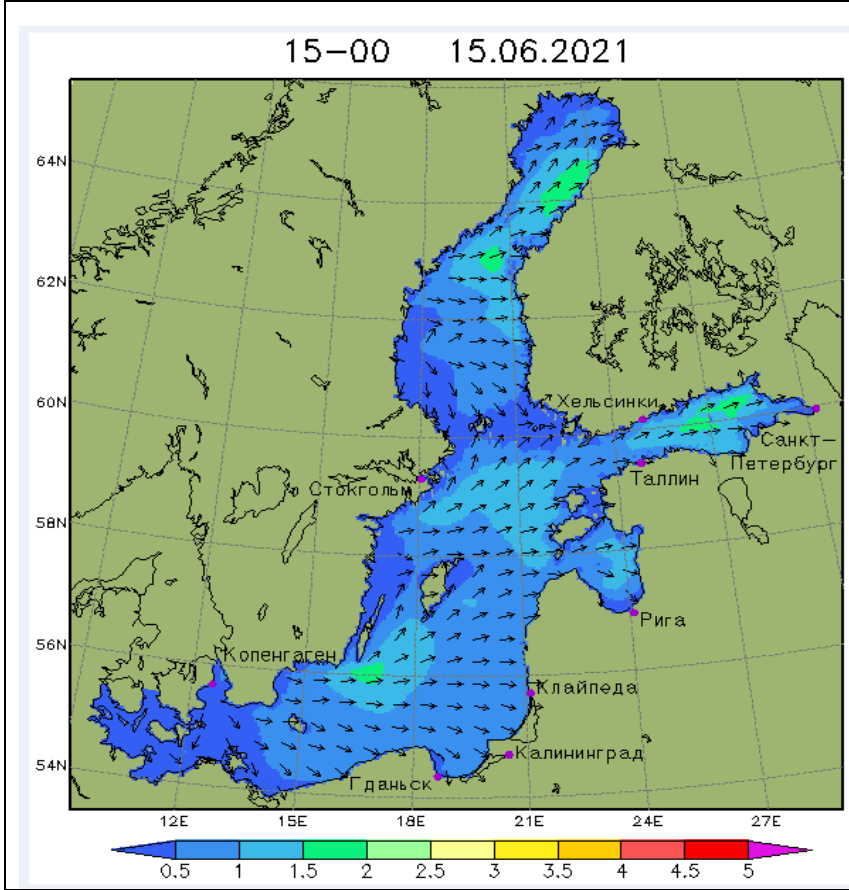 15-00 15.06.2021
64N
62N
60N
58N
56N
54N
Хельсинки
Санкт-
Петербург
Таллин
Стокгольм
Рига
Копенгаген
Клайпеда
Калининград
Гданьск
12E 15E 18E 21E 24E 27E
0.5 1 1.5 2 2.5 3 3.5 4 4.5 5